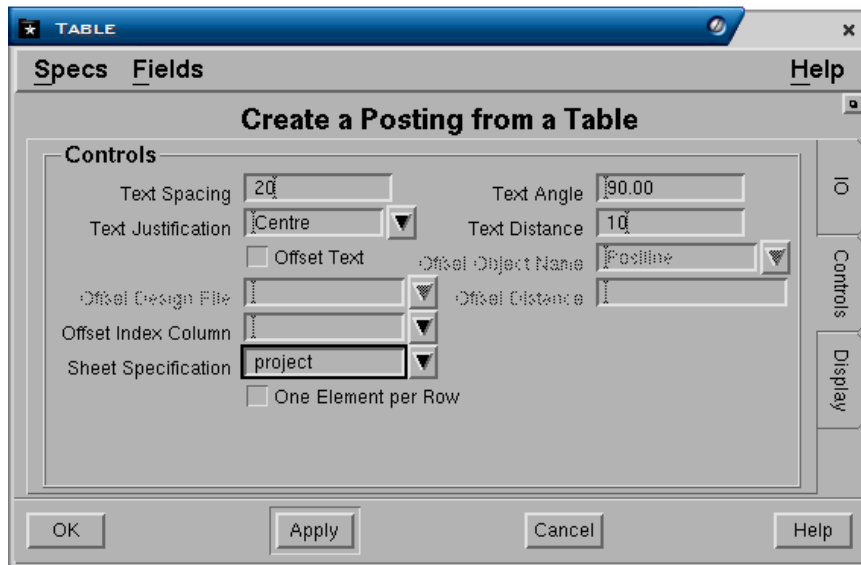 TABLE
Specs Fields Help
Create a Posting from a Table
Controls
Text Spacing 20 Text Angle 90.00
Text Justification Centre Text Distance 10
Offset Text Offset Object Name Posiline
Offset Design File Offset Distance
Offset Index Column
Sheet Specification project
One Element per Row
IO
Controls
Display
OK Apply Cancel Help